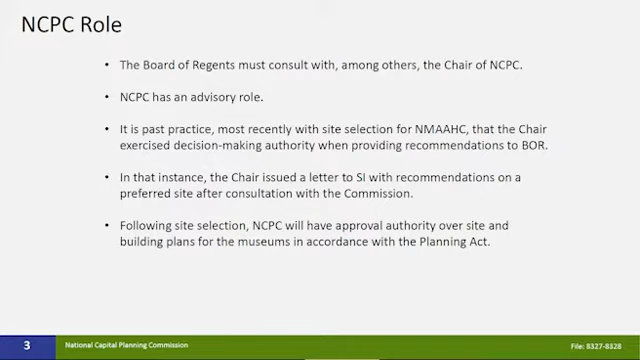 NCPC Role
• The Board of Regents must consult with, among others, the Chair of NCPC.
• NCPC has an advisory role.
• It is past practice, most recently with site selection for NMAAHC, that the Chair
exercised decision-making authority when providing recommendations to BOR.
• In that instance, the Chair issued a letter to SI with recommendations on a
preferred site after consultation with the Commission.
• Following site selection, NCPC will have approval authority over site and
building plans for the museums in accordance with the Planning Act.
3 National Capital Planning Commission File: 8327-8328